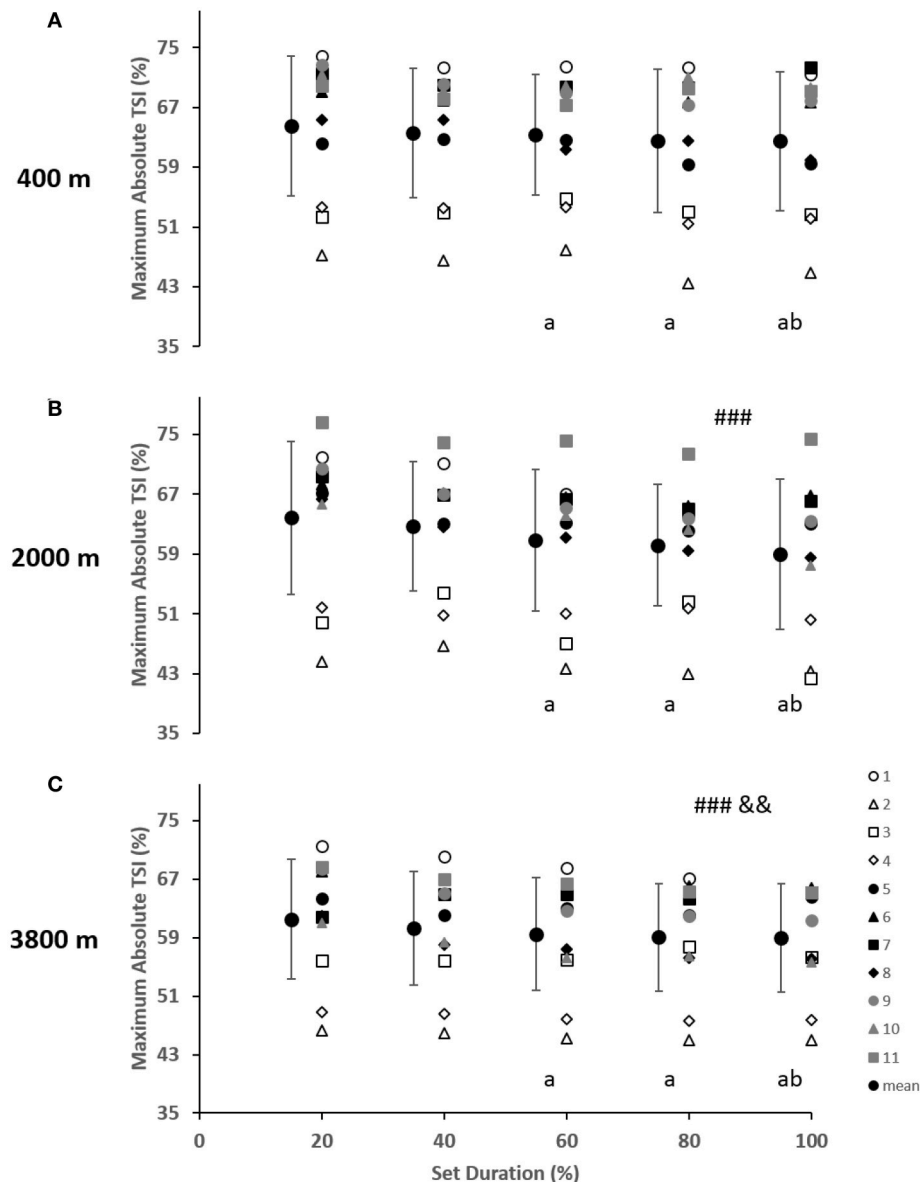 A
400 m
Maximum Absolute TSI (%)
75
67
59
51
43
35
a a ab
B
2000 m
Maximum Absolute TSI (%)
###
75
67
59
51
43
35
a a ab
C
3800 m
Maximum Absolute TSI (%)
### &&
75
67
59
51
43
35
a a ab
0 20 40 60 80 100
Set Duration (%)
1
2
3
4
5
6
7
8
9
10
11
mean